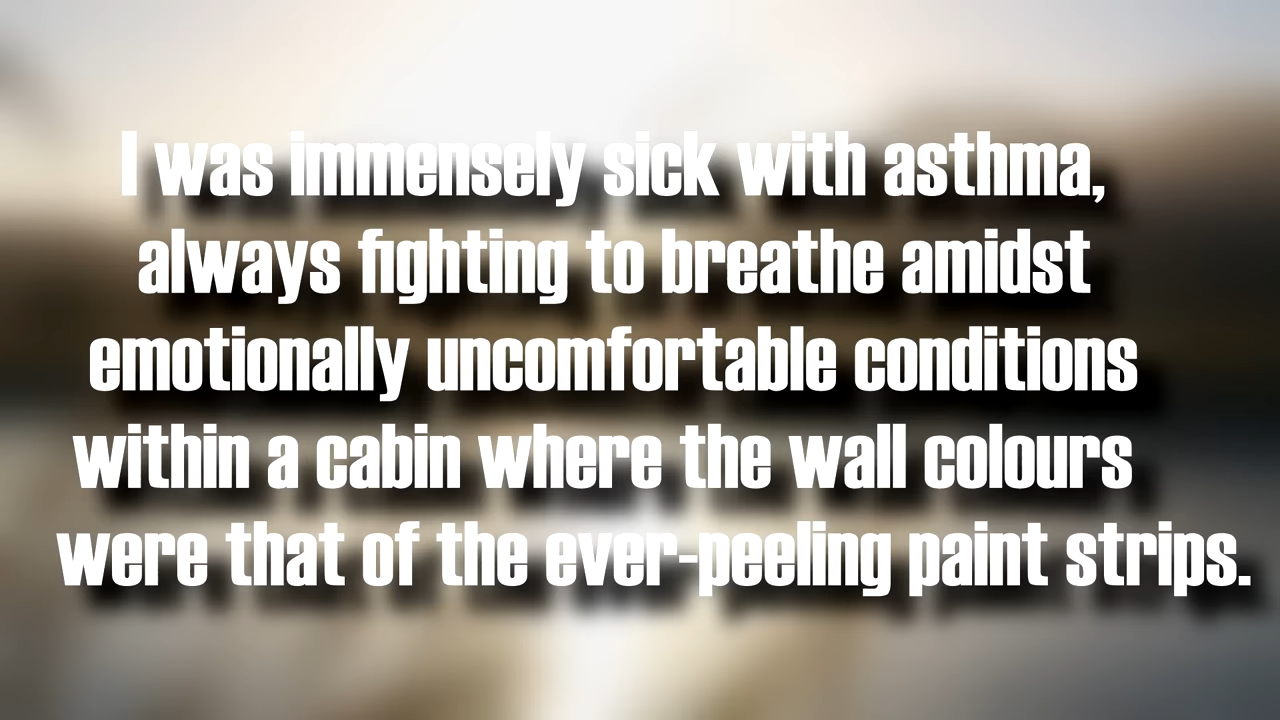 I was immensely sick with asthma,
always fighting to breathe amidst
emotionally uncomfortable conditions
within a cabin where the wall colours
were that of the ever-peeling paint strips.